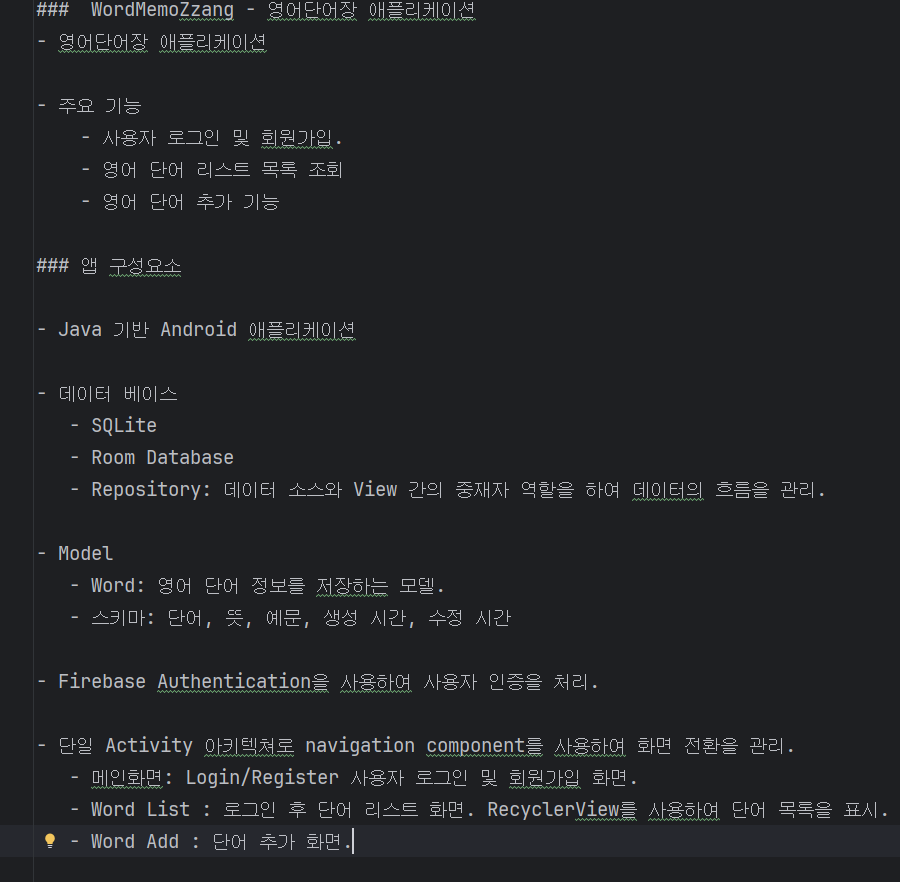 ### WordMemoZzang - 영어단어장 애플리케이션
- 영어단어장 애플리케이션
- 주요 기능
- 사용자 로그인 및 회원가입.
- 영어 단어 리스트 목록 조회
- 영어 단어 추가 기능
### 앱 구성요소
- Java 기반 Android 애플리케이션
- 데이터 베이스
- SQLite
- Room Database
- Repository: 데이터 소스와 View 간의 중재자 역할을 하여 데이터의 흐름을 관리.
- Model
- Word: 영어 단어 정보를 저장하는 모델.
- 스키마: 단어, 뜻, 예문, 생성 시간, 수정 시간
- Firebase Authentication을 사용하여 사용자 인증을 처리.
- 단일 Activity 아키텍쳐로 navigation component를 사용하여 화면 전환을 관리.
- 메인화면: Login/Register 사용자 로그인 및 회원가입 화면.
- Word List : 로그인 후 단어 리스트 화면. RecyclerView를 사용하여 단어 목록을 표시.
- Word Add : 단어 추가 화면.